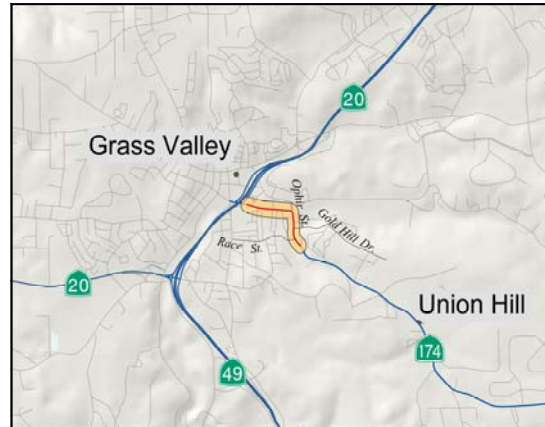 20
Grass Valley
Ophir St.
Gold Hill Dr.
Race St.
20
Union Hill
174
49